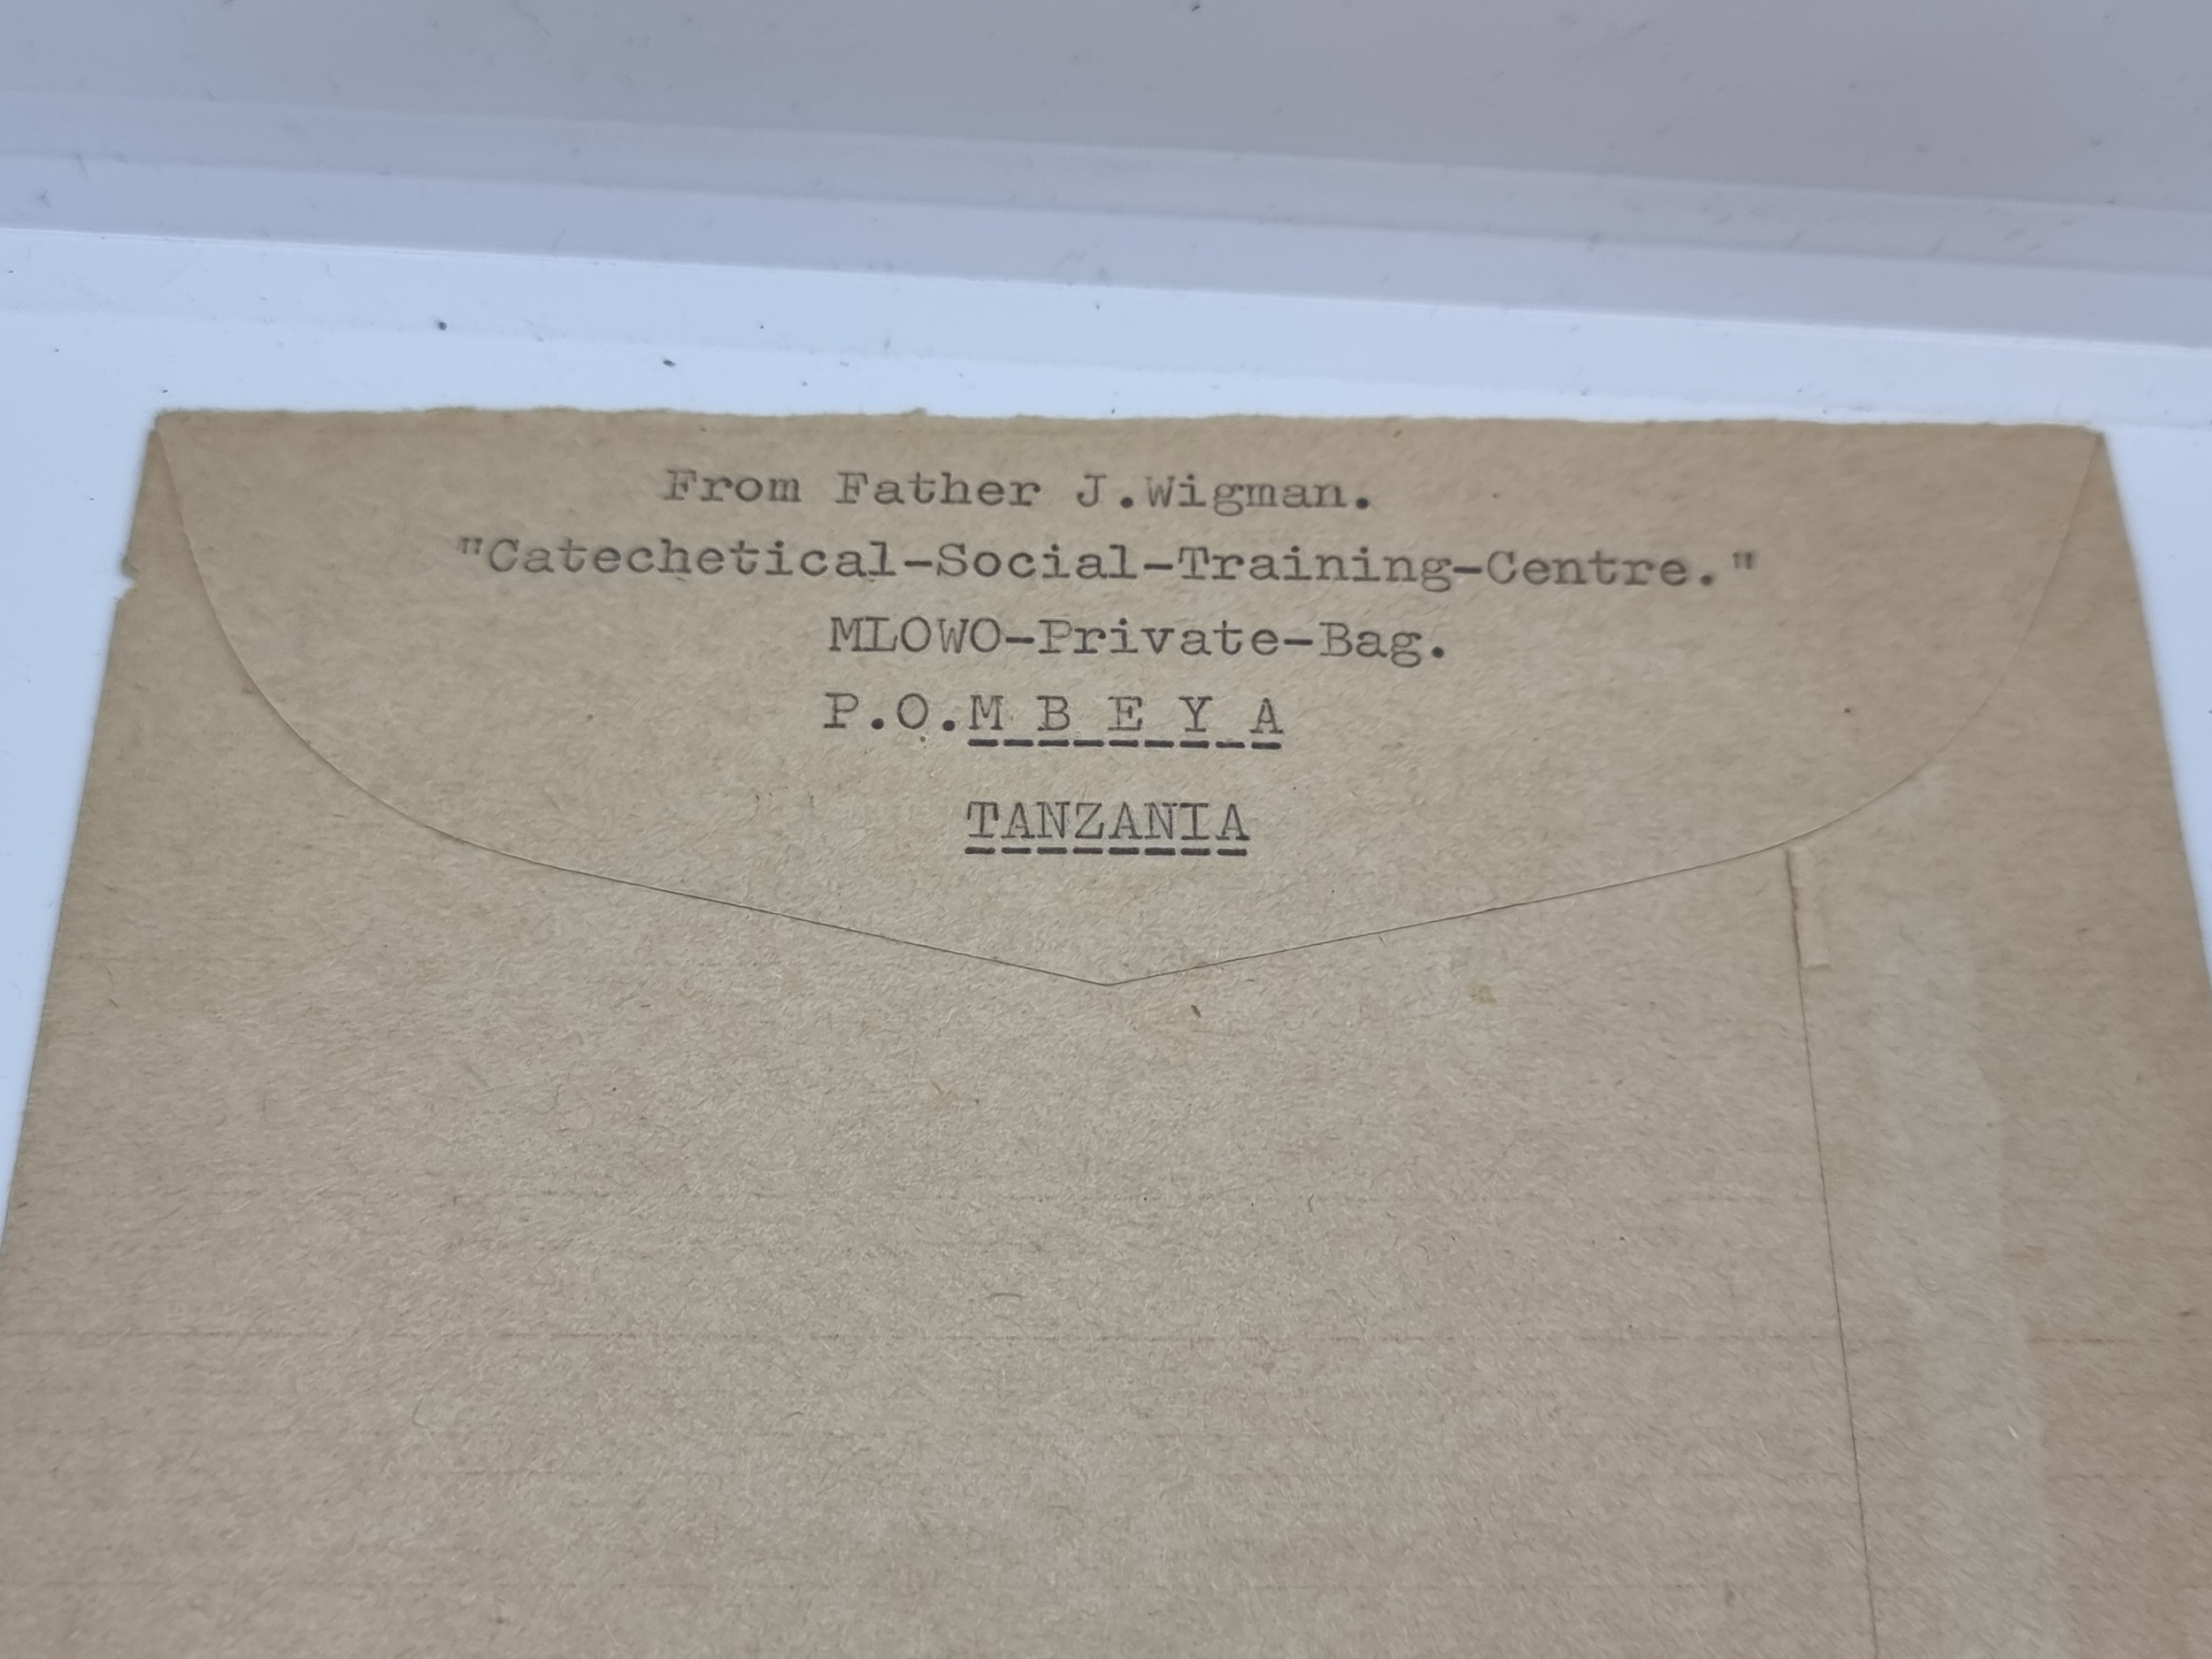 From Father J.Wigman.
"Catechetical-Social-Training-Centre."
MLOWO-Private-Bag.
P.O.M B E Y A
TANZANIA